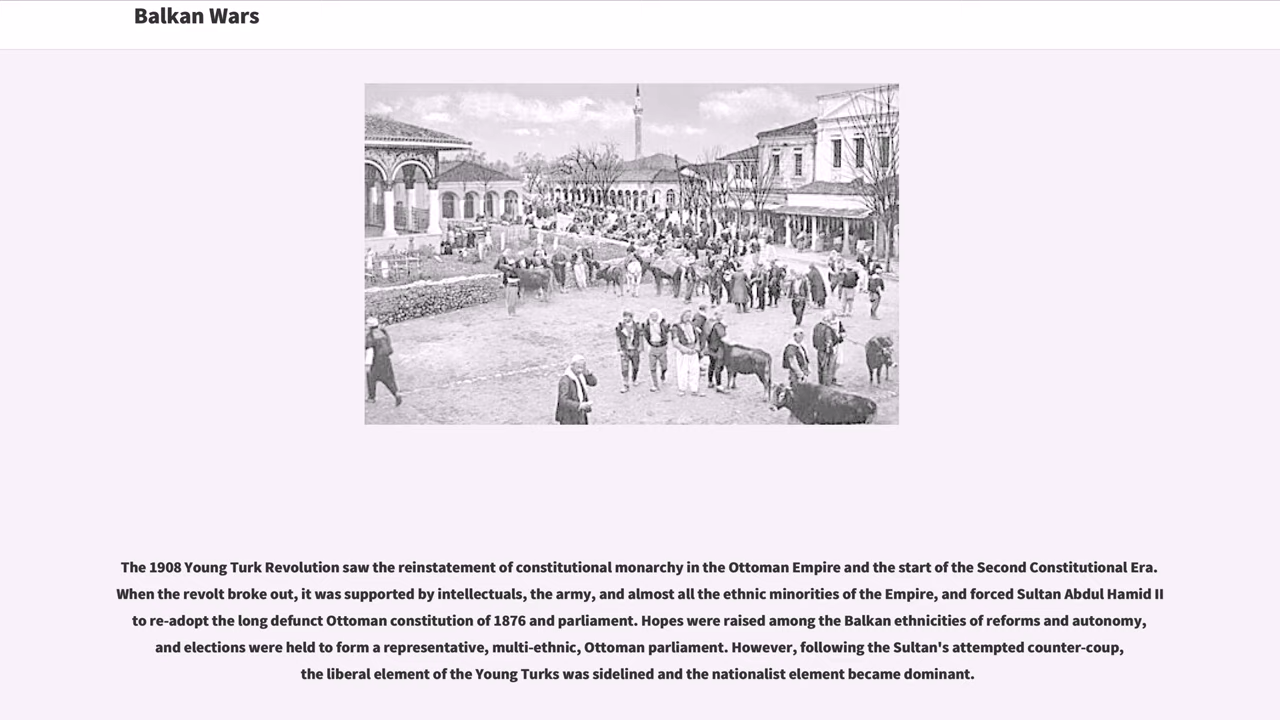 Balkan Wars
The 1908 Young Turk Revolution saw the reinstatement of constitutional monarchy in the Ottoman Empire and the start of the Second Constitutional Era.
When the revolt broke out, it was supported by intellectuals, the army, and almost all the ethnic minorities of the Empire, and forced Sultan Abdul Hamid II
to re-adopt the long defunct Ottoman constitution of 1876 and parliament. Hopes were raised among the Balkan ethnicities of reforms and autonomy,
and elections were held to form a representative, multi-ethnic, Ottoman parliament. However, following the Sultan's attempted counter-coup,
the liberal element of the Young Turks was sidelined and the nationalist element became dominant.